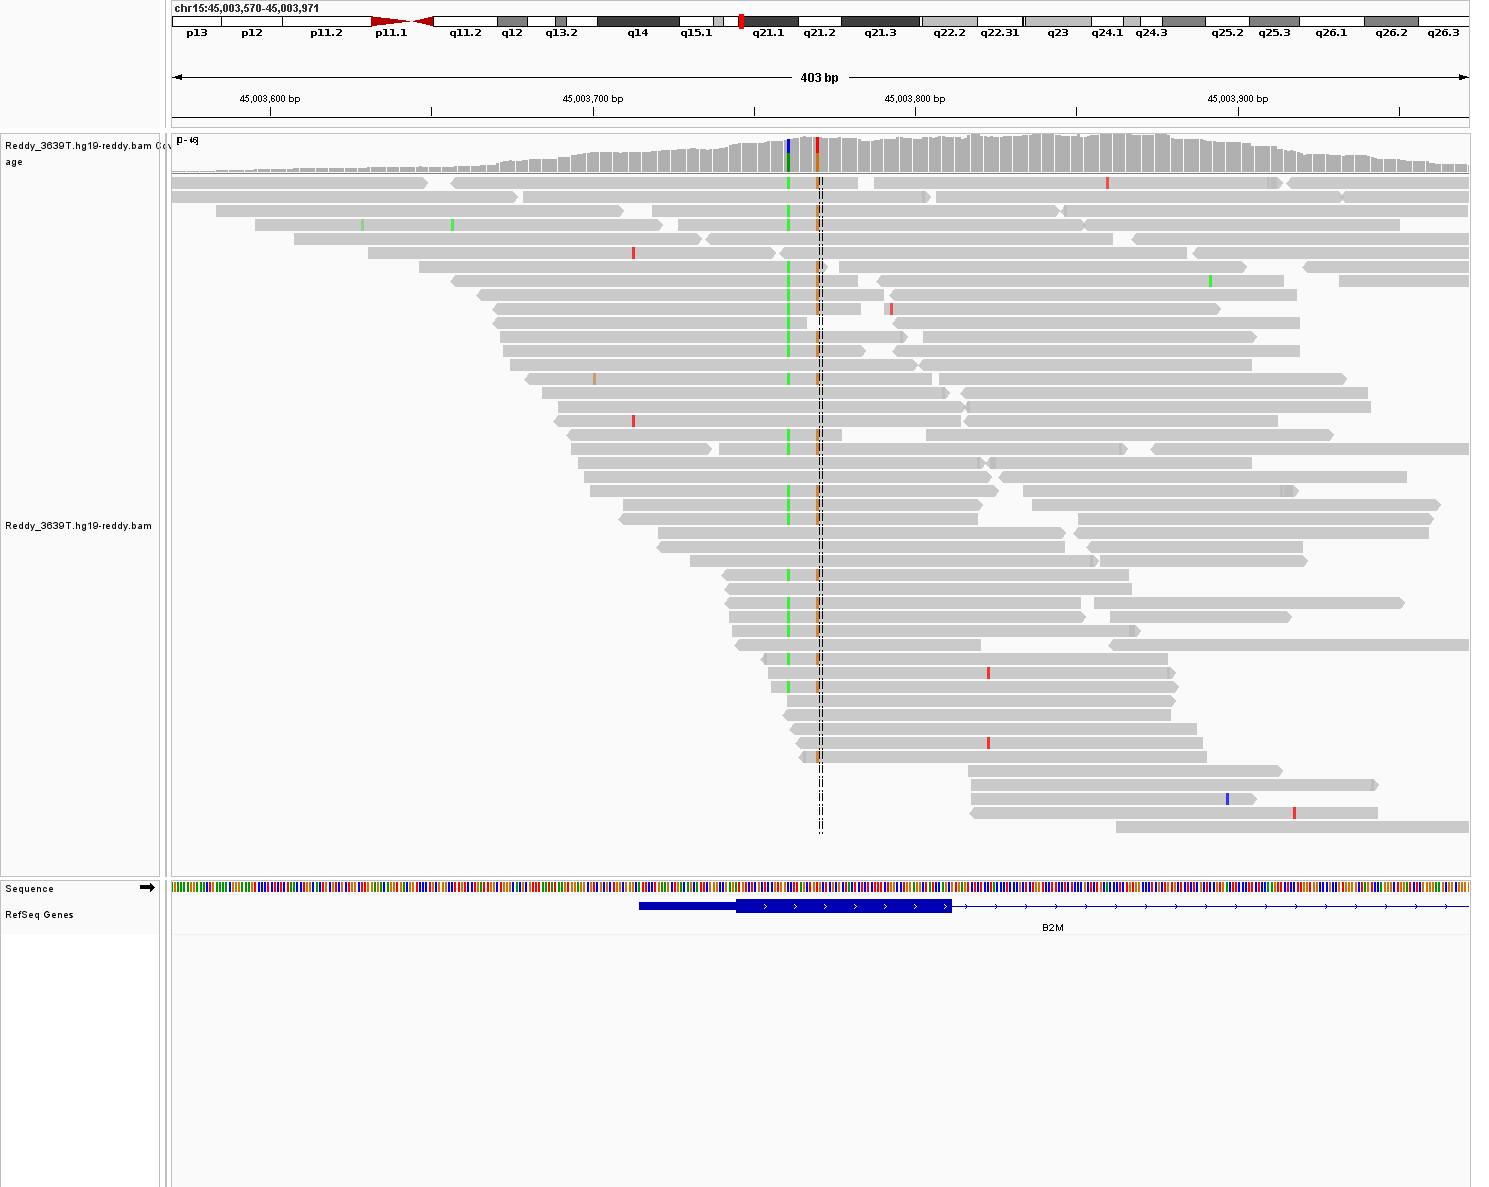 chr15:45,003,570-45,003,971
p13 p12 p11.2 p11.1 q11.2 q12 q13.2 q14 q15.1 q21.1 q21.2 q21.3 q22.2 q22.31 q23 q24.1 q24.3 q25.2 q25.3 q26.1 q26.2 q26.3
403 bp
45,003,600 bp 45,003,700 bp 45,003,800 bp 45,003,900 bp
Reddy_3639T.hg19-reddy.bam Cov
age
[0 - 46]
Reddy_3639T.hg19-reddy.bam
Sequence
RefSeq Genes
B2M